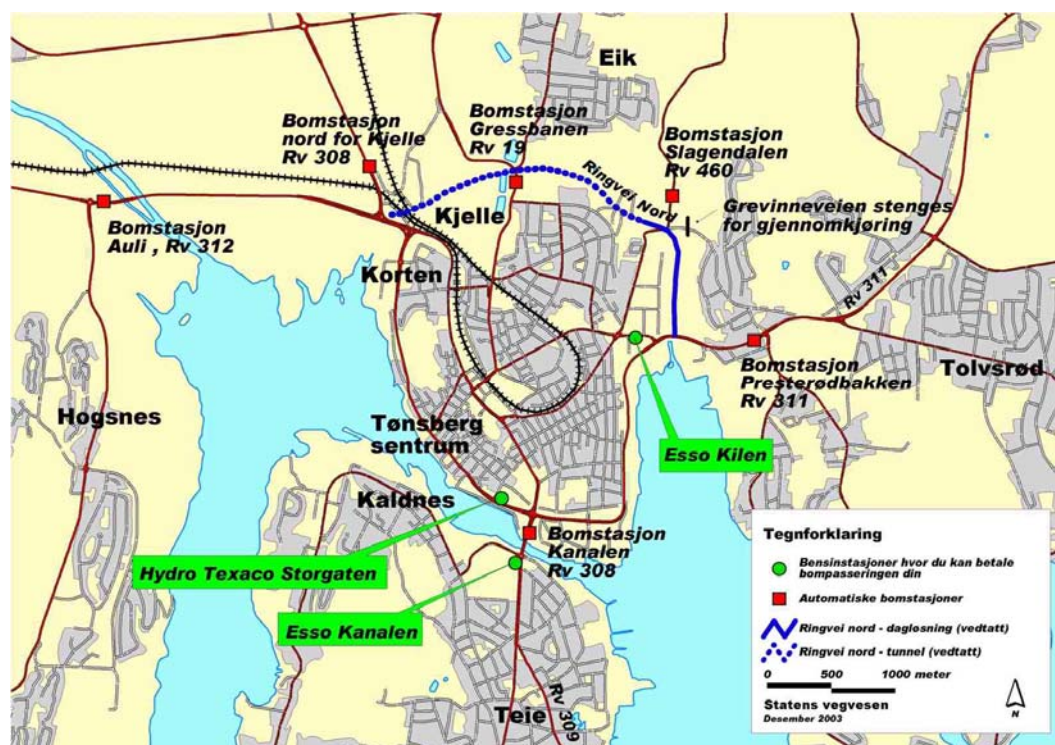 Eik
Bomstasjon
nord for Kjelle
Rv 308
Bomstasjon
Gressbanen
Rv 19
Bomstasjon
Slagendalen
Rv 460
Ringvei Nord
Grevinneveien stenges
for gjennomkjøring
Kjelle
Bomstasjon
Auli , Rv 312
Korten
Rv 311
Bomstasjon
Presterødbakken
Rv 311
Tolvsrød
Hogsnes
Tønsberg
sentrum
Esso Kilen
Kaldnes
Bomstasjon
Kanalen
Rv 308
Hydro Texaco Storgaten
Esso Kanalen
Teie
Rv 309
Tegnforklaring
Bensinstasjoner hvor du kan betale
bompasseringen din
Automatiske bomstasjoner
Ringvei nord - dagløsning (vedtatt)
Ringvei nord - tunnel (vedtatt)
0 500 1000 meter
Statens vegvesen
Desember 2003
N